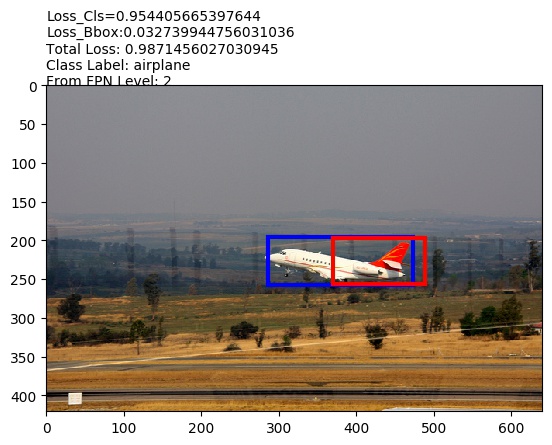 Loss_Cls=0.954405665397644
Loss_Bbox:0.032739944756031036
Total Loss: 0.9871456027030945
Class Label: airplane
From FPN Level: 2
0
50
100
150
200
250
300
350
400
0 100 200 300 400 500 600